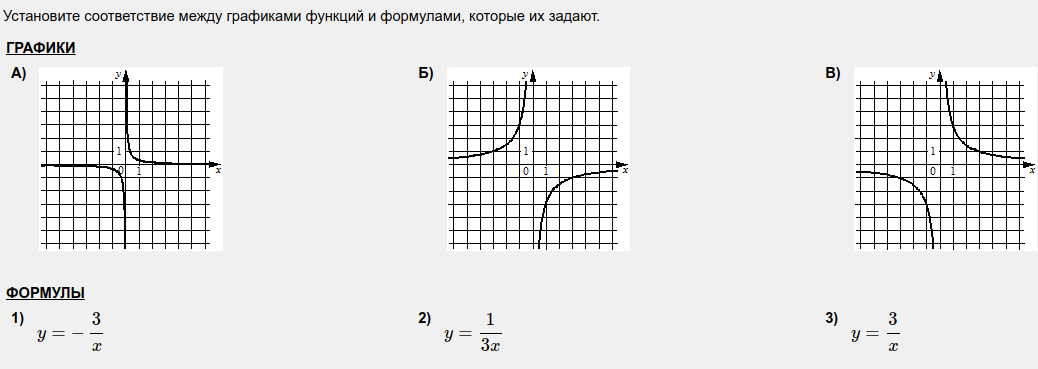 Установите соответствие между графиками функций и формулами, которые их задают.
ГРАФИКИ
А) Б) В)
y y y
1 1 1
0 1 x 0 1 x 0 1 x
ФОРМУЛЫ
1) y = − 3/x 2) y = 1/3x 3) y = 3/x